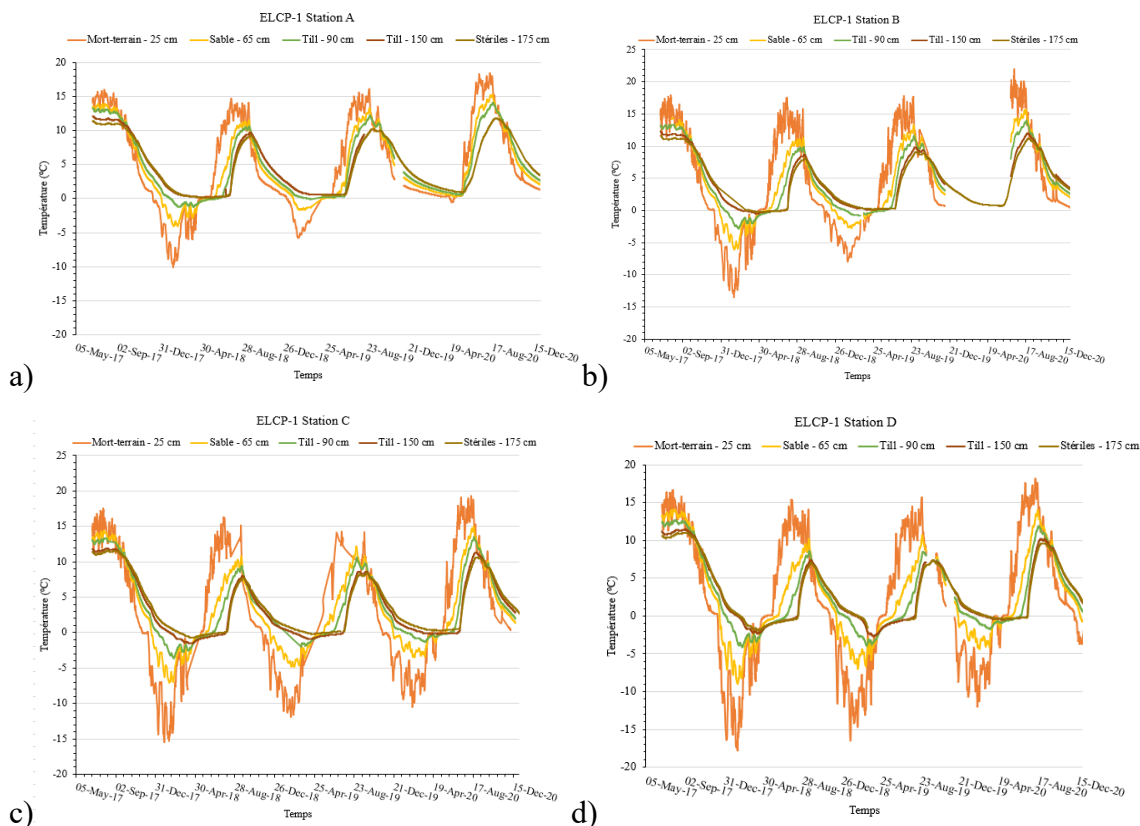 ELCP-1 Station A
Mort-terrain - 25 cm Sable - 65 cm Till - 90 cm Till - 150 cm Stériles - 175 cm
Température (°C)
20
15
10
5
0
-5
-10
-15
-20
05-May-17 02-Sep-17 31-Dec-17 30-Apr-18 28-Aug-18 26-Dec-18 25-Apr-19 23-Aug-19 21-Dec-19 19-Apr-20 17-Aug-20 15-Dec-20
Temps
a)
ELCP-1 Station B
Mort-terrain - 25 cm Sable - 65 cm Till - 90 cm Till - 150 cm Stériles - 175 cm
Température (°C)
25
20
15
10
5
0
-5
-10
-15
-20
05-May-17 02-Sep-17 31-Dec-17 30-Apr-18 28-Aug-18 26-Dec-18 25-Apr-19 23-Aug-19 21-Dec-19 19-Apr-20 17-Aug-20 15-Dec-20
Temps
b)
ELCP-1 Station C
Mort-terrain - 25 cm Sable - 65 cm Till - 90 cm Till - 150 cm Stériles - 175 cm
Température (°C)
25
20
15
10
5
0
-5
-10
-15
-20
05-May-17 02-Sep-17 31-Dec-17 30-Apr-18 28-Aug-18 26-Dec-18 25-Apr-19 23-Aug-19 21-Dec-19 19-Apr-20 17-Aug-20 15-Dec-20
Temps
c)
ELCP-1 Station D
Mort-terrain - 25 cm Sable - 65 cm Till - 90 cm Till - 150 cm Stériles - 175 cm
Température (°C)
20
15
10
5
0
-5
-10
-15
-20
05-May-17 02-Sep-17 31-Dec-17 30-Apr-18 28-Aug-18 26-Dec-18 25-Apr-19 23-Aug-19 21-Dec-19 19-Apr-20 17-Aug-20 15-Dec-20
Temps
d)